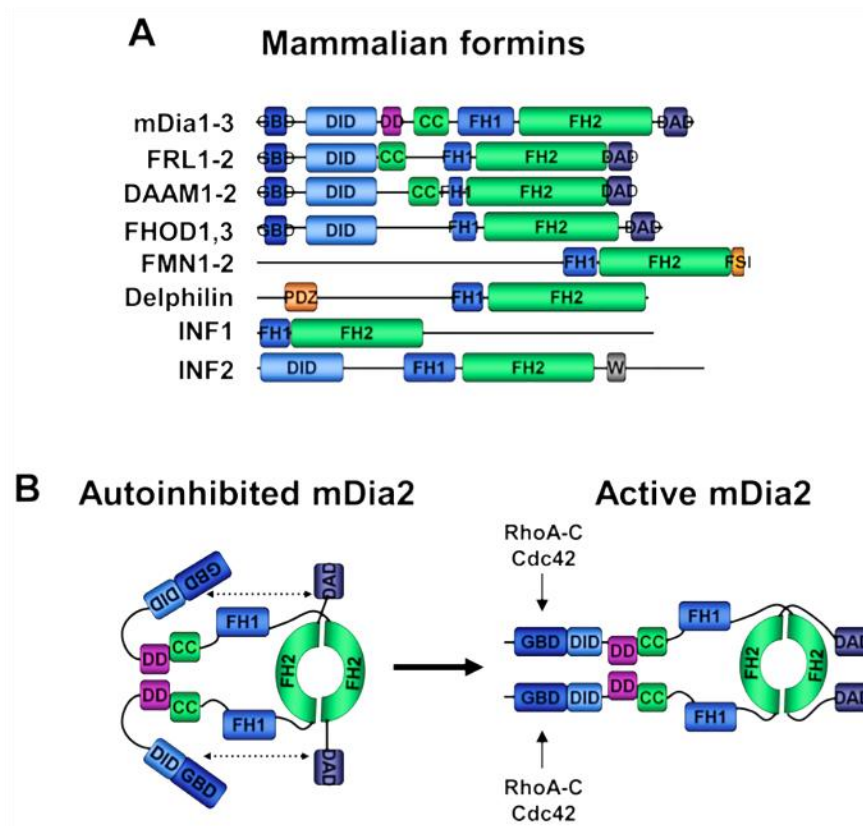 A Mammalian formins
mDia1-3 GBD DID DD CC FH1 FH2 DAD
FRL1-2 GBD DID CC FH1 FH2 DAD
DAAM1-2 GBD DID CC FH1 FH2 DAD
FHOD1,3 GBD DID FH1 FH2 DAD
FMN1-2 FH1 FH2 FSI
Delphilin PDZ FH1 FH2
INF1 FH1 FH2
INF2 DID FH1 FH2 W
B Autoinhibited mDia2
DID GBD DAD
FH1
DD CC FH2 FH2
DD CC
FH1
DID GBD DAD
Active mDia2
RhoA-C
Cdc42
FH1
GBD DID DD CC DAD
FH2 FH2
GBD DID DD CC DAD
FH1
RhoA-C
Cdc42